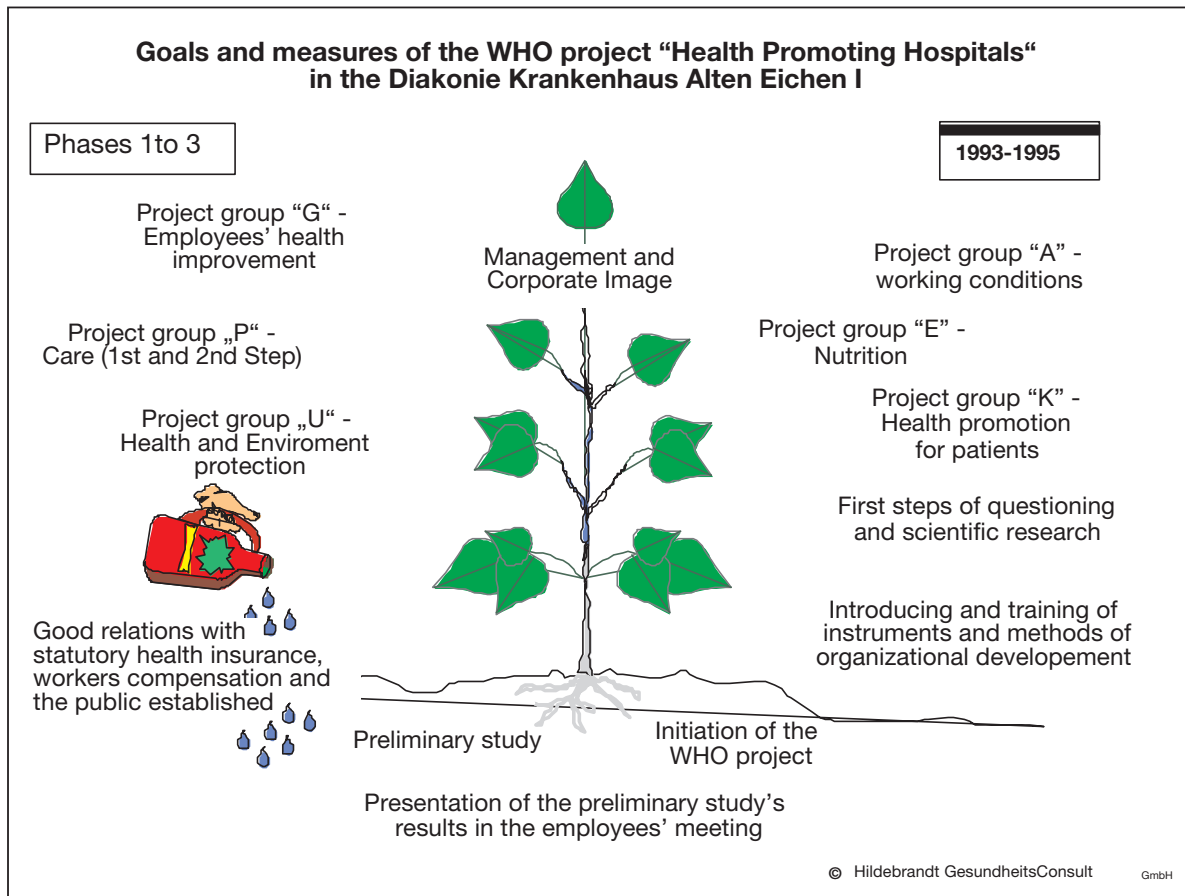 Goals and measures of the WHO project “Health Promoting Hospitals“
in the Diakonie Krankenhaus Alten Eichen I
Phases 1to 3
1993-1995
Project group “G“ -
Employees’ health
improvement
Management and
Corporate Image
Project group “A” -
working conditions
Project group „P“ -
Care (1st and 2nd Step)
Project group “E” -
Nutrition
Project group „U“ -
Health and Enviroment
protection
Project group “K” -
Health promotion
for patients
First steps of questioning
and scientific research
Good relations with
statutory health insurance,
workers compensation and
the public established
Introducing and training of
instruments and methods of
organizational developement
Preliminary study
Initiation of the
WHO project
Presentation of the preliminary study’s
results in the employees’ meeting
© Hildebrandt GesundheitsConsult GmbH